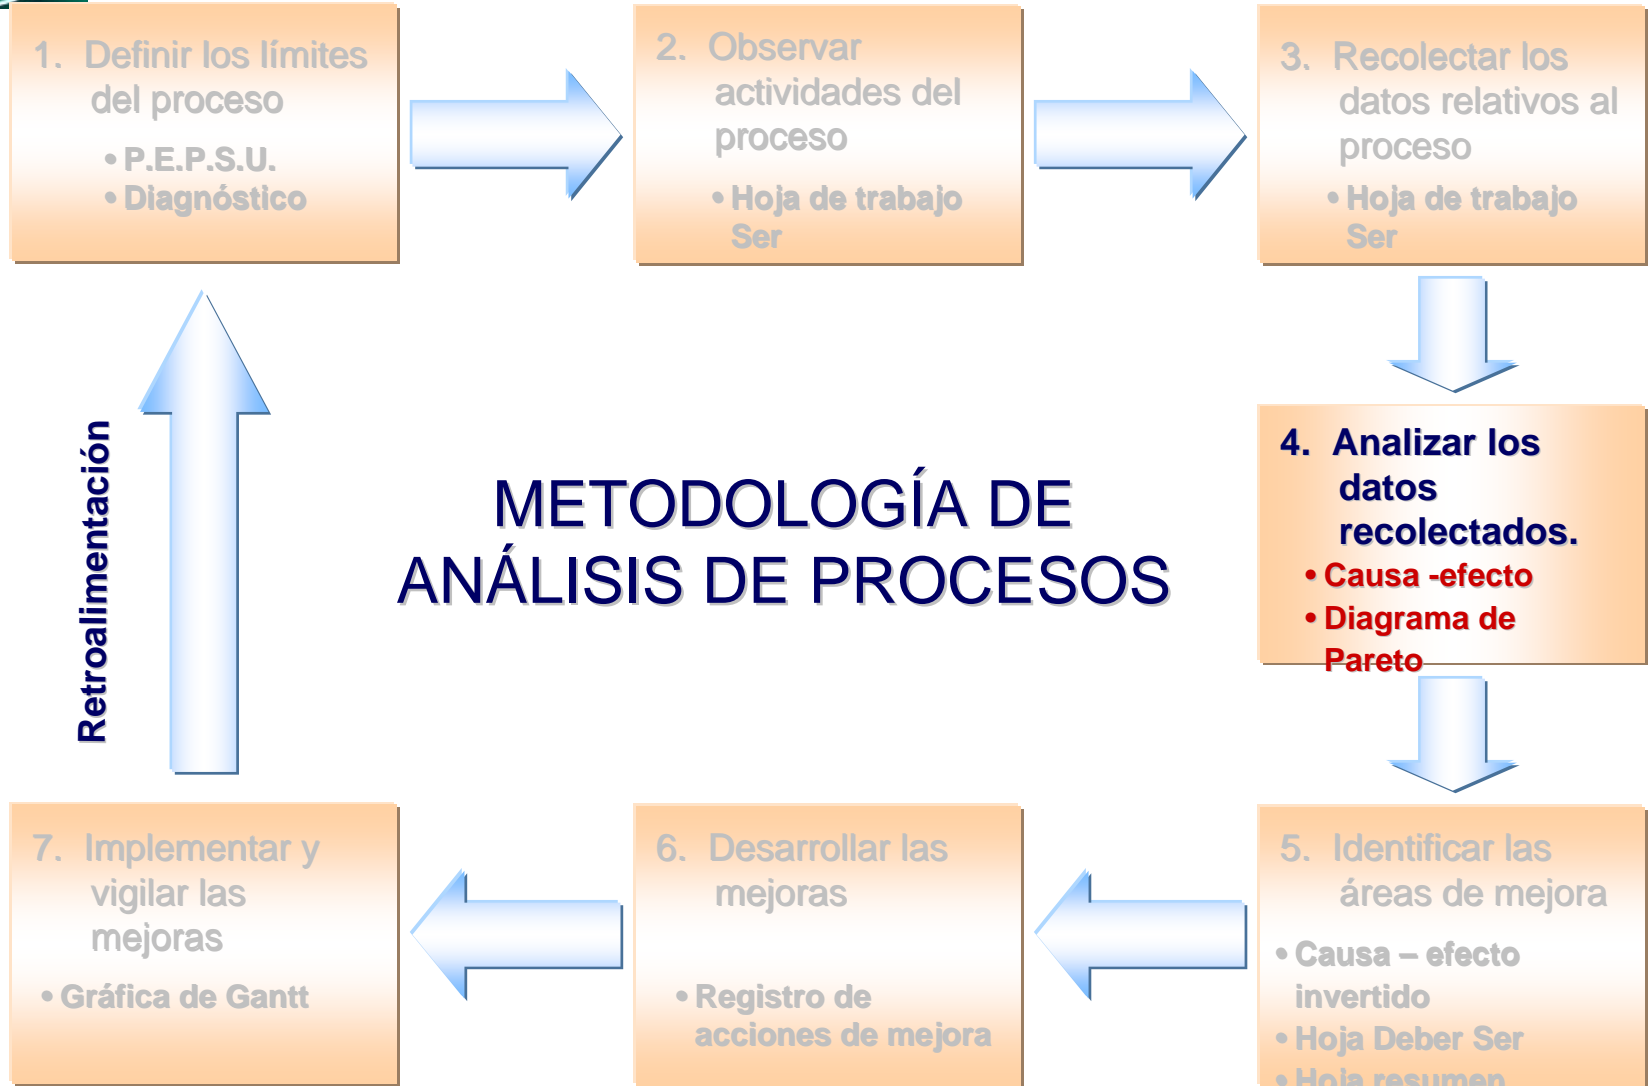 1. Definir los límites
del proceso
• P.E.P.S.U.
• Diagnóstico
2. Observar
actividades del
proceso
• Hoja de trabajo
Ser
3. Recolectar los
datos relativos al
proceso
• Hoja de trabajo
Ser
4. Analizar los
datos
recolectados.
• Causa -efecto
• Diagrama de
Pareto
METODOLOGÍA DE
ANÁLISIS DE PROCESOS
Retroalimentación
5. Identificar las
áreas de mejora
• Causa – efecto
invertido
• Hoja Deber Ser
• Hoja resumen
6. Desarrollar las
mejoras
• Registro de
acciones de mejora
7. Implementar y
vigilar las
mejoras
• Gráfica de Gantt